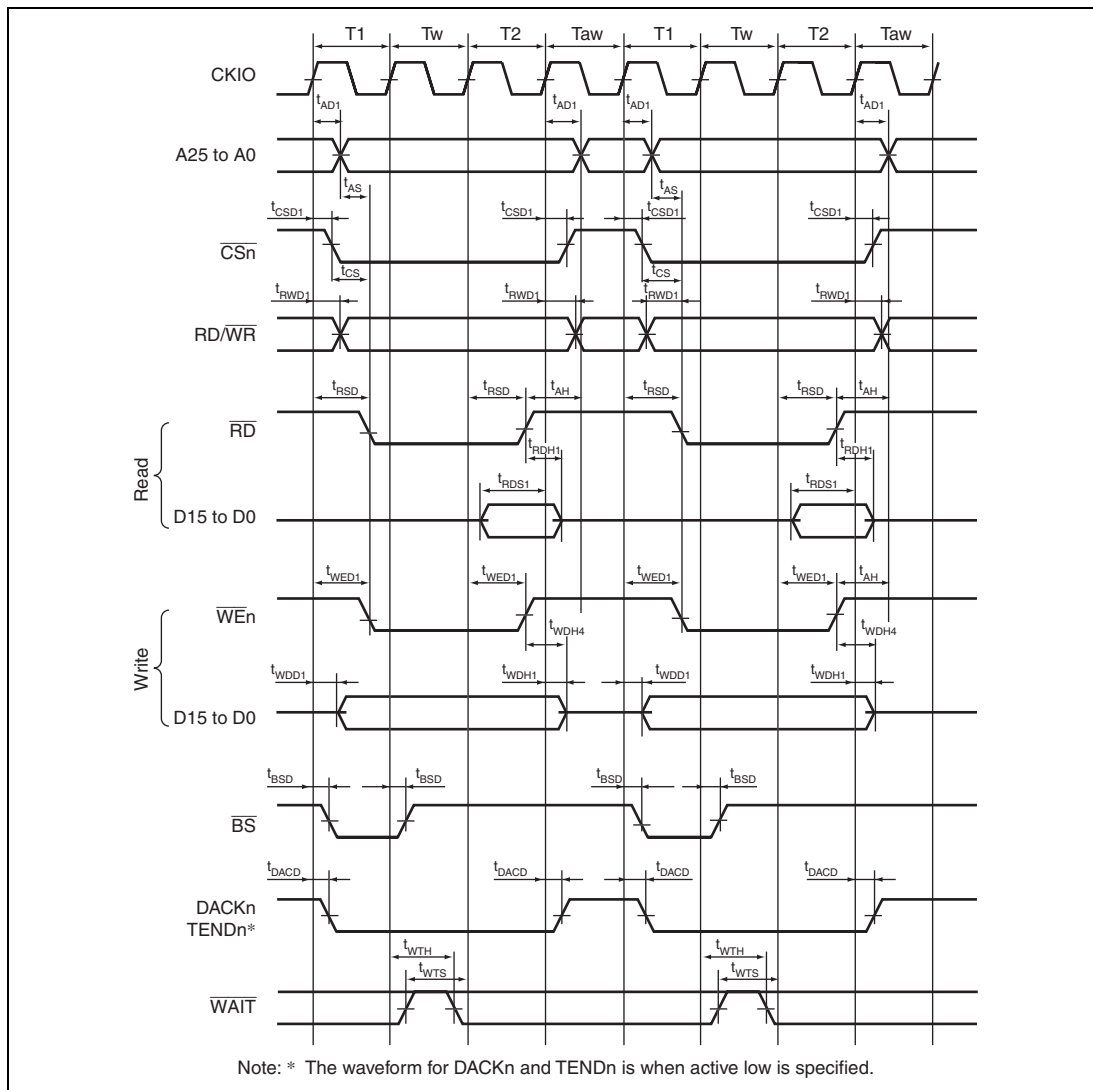 T1 Tw T2 Taw T1 Tw T2 Taw
CKIO
tAD1 tAD1 tAD1 tAD1
A25 to A0
tAS tAS
tCSD1 tCSD1 tCSD1 tCSD1
CSn
tCS tCS
tRWD1 tRWD1 tRWD1 tRWD1
RD/WR
tRSD tRSD tAH tRSD tRSD tAH
RD
tRDH1 tRDH1
Read
tRDS1 tRDS1
D15 to D0
tWED1 tWED1 tWED1 tWED1 tAH
WEn
tWDH4 tWDH4
Write
tWDD1 tWDH1 tWDD1 tWDH1
D15 to D0
tBSD tBSD tBSD tBSD
BS
tDACD tDACD tDACD tDACD
DACKn
TENDn*
tWTH tWTH
tWTS tWTS
WAIT
Note: * The waveform for DACKn and TENDn is when active low is specified.